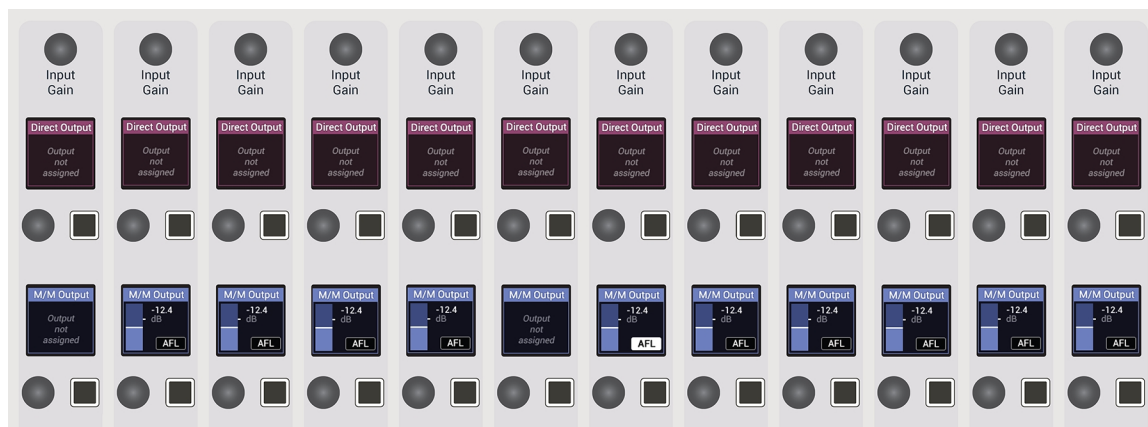 Input Input Input Input Input Input Input Input Input Input Input Input
Gain Gain Gain Gain Gain Gain Gain Gain Gain Gain Gain Gain
Direct Output Direct Output Direct Output Direct Output Direct Output Direct Output Direct Output Direct Output Direct Output Direct Output Direct Output Direct Output
Output Output Output Output Output Output Output Output Output Output Output Output
not not not not not not not not not not not not
assigned assigned assigned assigned assigned assigned assigned assigned assigned assigned assigned assigned
M/M Output M/M Output M/M Output M/M Output M/M Output M/M Output M/M Output M/M Output M/M Output M/M Output M/M Output M/M Output
Output -12.4 -12.4 -12.4 -12.4 Output -12.4 -12.4 -12.4 -12.4 -12.4 -12.4
not dB dB dB dB not dB dB dB dB dB dB
assigned AFL AFL AFL AFL assigned AFL AFL AFL AFL AFL AFL